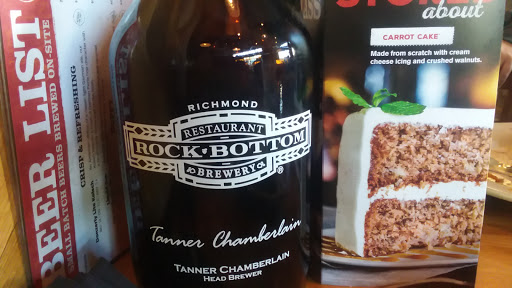 BEER LIST
SMALL BATCH BEERS BREWED ON-SITE
CRISP & REFRESHING
RICHMOND
RESTAURANT
ROCK•BOTTOM
BREWERY
®
Tanner Chamberlain
TANNER CHAMBERLAIN
HEAD BREWER
about
CARROT CAKE
Made from scratch with cream
cheese icing and crushed walnuts.